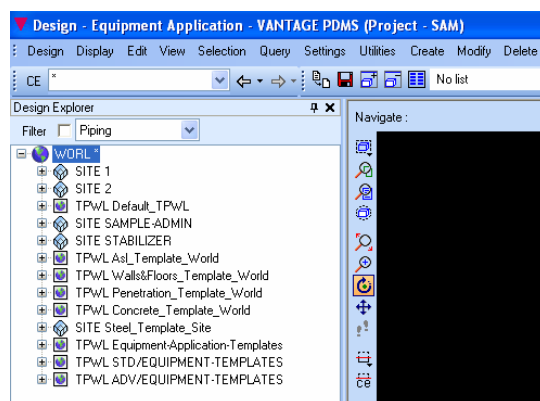 Design - Equipment Application - VANTAGE PDMS (Project - SAM)
Design Display Edit View Selection Query Settings Utilities Create Modify Delete
CE * No list
Design Explorer
Navigate :
Filter Piping
WORL *
SITE 1
SITE 2
TPWL Default_TPWL
SITE SAMPLE-ADMIN
SITE STABILIZER
TPWL Asl_Template_World
TPWL Walls&Floors_Template_World
TPWL Penetration_Template_World
TPWL Concrete_Template_World
SITE Steel_Template_Site
TPWL Equipment-Application-Templates
TPWL STD/EQUIPMENT-TEMPLATES
TPWL ADV/EQUIPMENT-TEMPLATES
ce